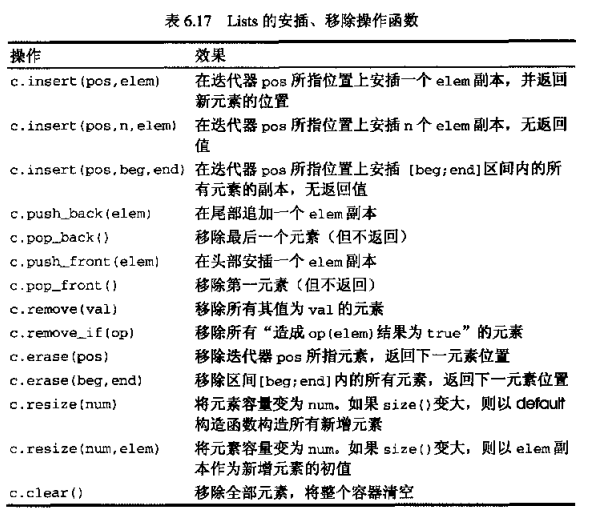 表 6.17 Lists 的安插、移除操作函数
操作 效果
c.insert(pos,elem) 在迭代器 pos 所指位置上安插一个 elem 副本，并返回
新元素的位置
c.insert(pos,n,elem) 在迭代器 pos 所指位置上安插 n 个 elem 副本，无返回
值
c.insert(pos,beg,end) 在迭代器 pos 所指位置上安插 [beg;end]区间内的所
有元素的副本，无返回值
c.push_back(elem) 在尾部追加一个 elem 副本
c.pop_back() 移除最后一个元素（但不返回）
c.push_front(elem) 在头部安插一个 elem 副本
c.pop_front() 移除第一元素（但不返回）
c.remove(val) 移除所有其值为 val 的元素
c.remove_if(op) 移除所有“造成 op(elem)结果为 true”的元素
c.erase(pos) 移除迭代器 pos 所指元素，返回下一元素位置
c.erase(beg,end) 移除区间[beg;end]内的所有元素，返回下一元素位置
c.resize(num) 将元素容量变为 num。如果 size()变大，则以 default
构造函数构造所有新增元素
c.resize(num,elem) 将元素容量变为 num。如果 size()变大，则以 elem 副
本作为新增元素的初值
c.clear() 移除全部元素，将整个容器清空